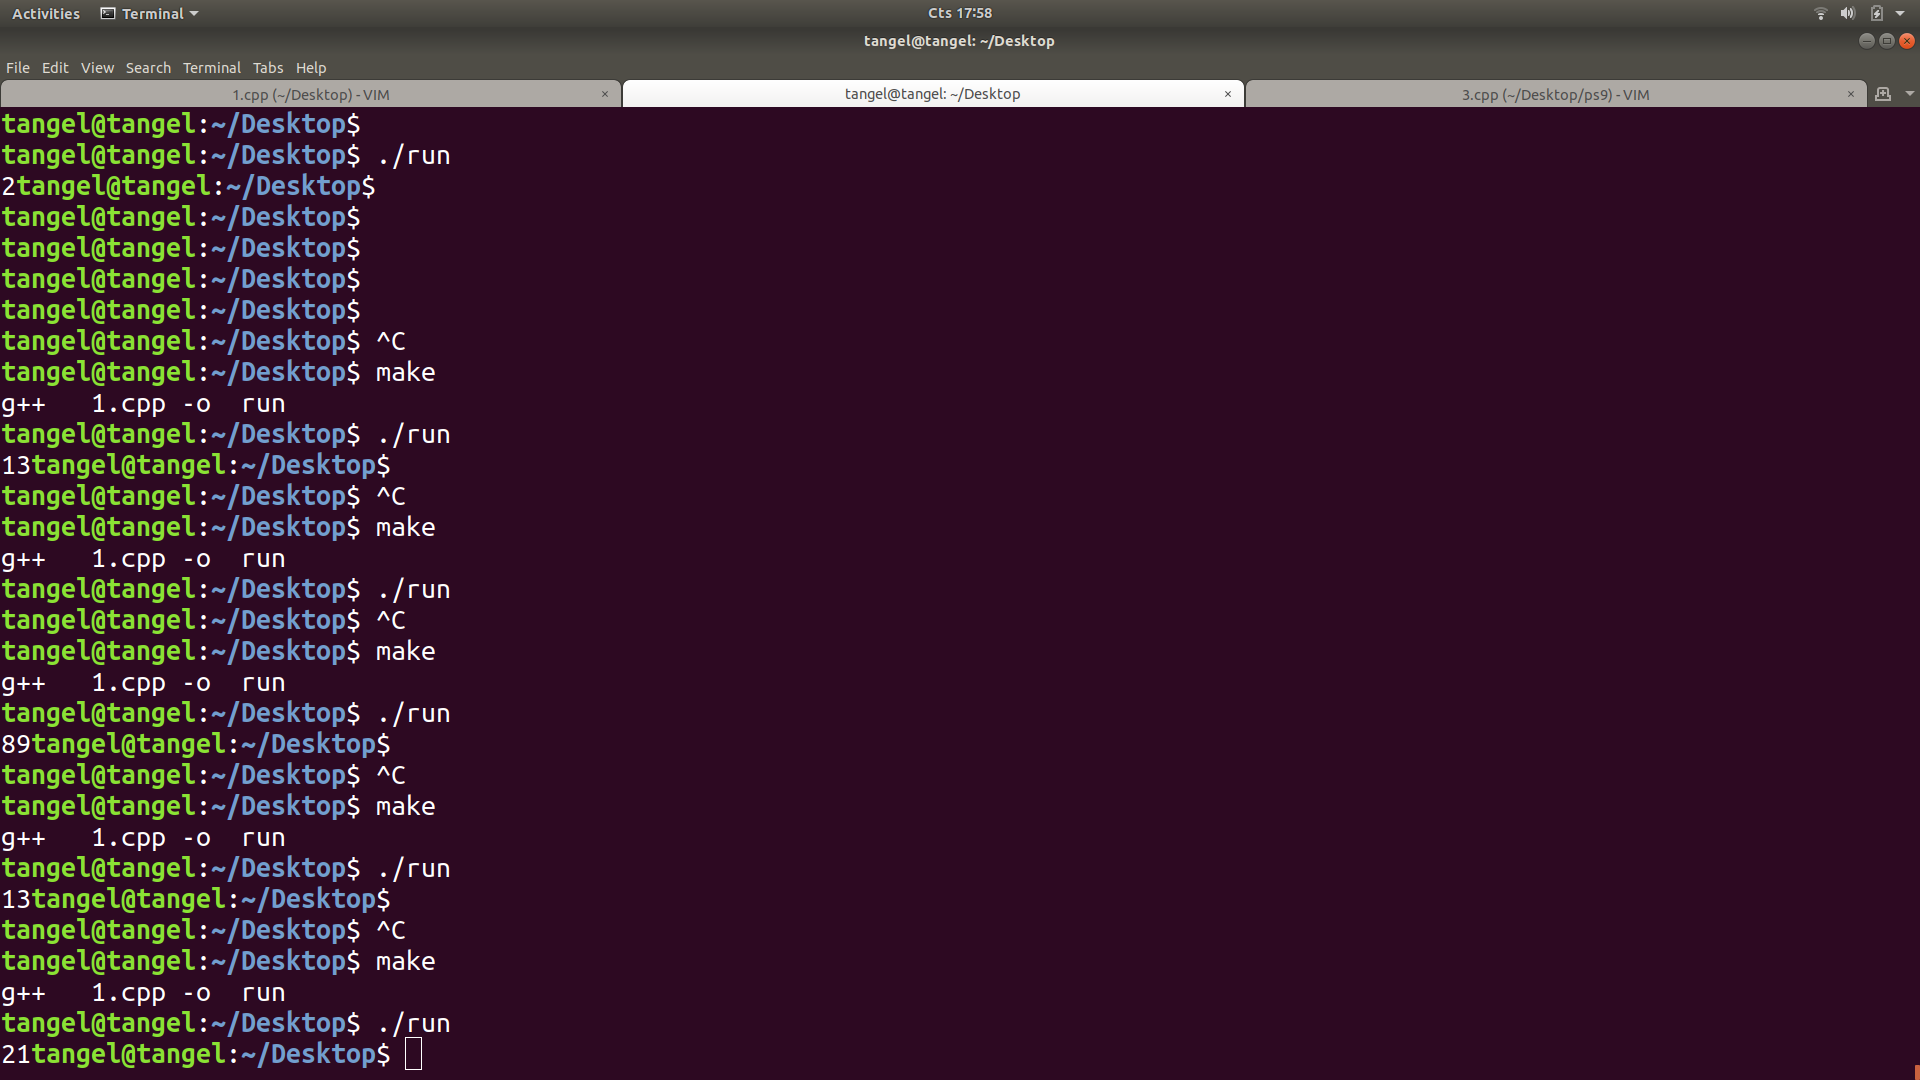 Activities Terminal Cts 17:58
tangel@tangel: ~/Desktop
File Edit View Search Terminal Tabs Help
1.cpp (~/Desktop) - VIM × tangel@tangel: ~/Desktop × 3.cpp (~/Desktop/ps9) - VIM ×
tangel@tangel:~/Desktop$
tangel@tangel:~/Desktop$ ./run
2tangel@tangel:~/Desktop$
tangel@tangel:~/Desktop$
tangel@tangel:~/Desktop$
tangel@tangel:~/Desktop$
tangel@tangel:~/Desktop$
tangel@tangel:~/Desktop$ ^C
tangel@tangel:~/Desktop$ make
g++   1.cpp -o  run
tangel@tangel:~/Desktop$ ./run
13tangel@tangel:~/Desktop$
tangel@tangel:~/Desktop$ ^C
tangel@tangel:~/Desktop$ make
g++   1.cpp -o  run
tangel@tangel:~/Desktop$ ./run
tangel@tangel:~/Desktop$ ^C
tangel@tangel:~/Desktop$ make
g++   1.cpp -o  run
tangel@tangel:~/Desktop$ ./run
89tangel@tangel:~/Desktop$
tangel@tangel:~/Desktop$ ^C
tangel@tangel:~/Desktop$ make
g++   1.cpp -o  run
tangel@tangel:~/Desktop$ ./run
13tangel@tangel:~/Desktop$
tangel@tangel:~/Desktop$ ^C
tangel@tangel:~/Desktop$ make
g++   1.cpp -o  run
tangel@tangel:~/Desktop$ ./run
21tangel@tangel:~/Desktop$